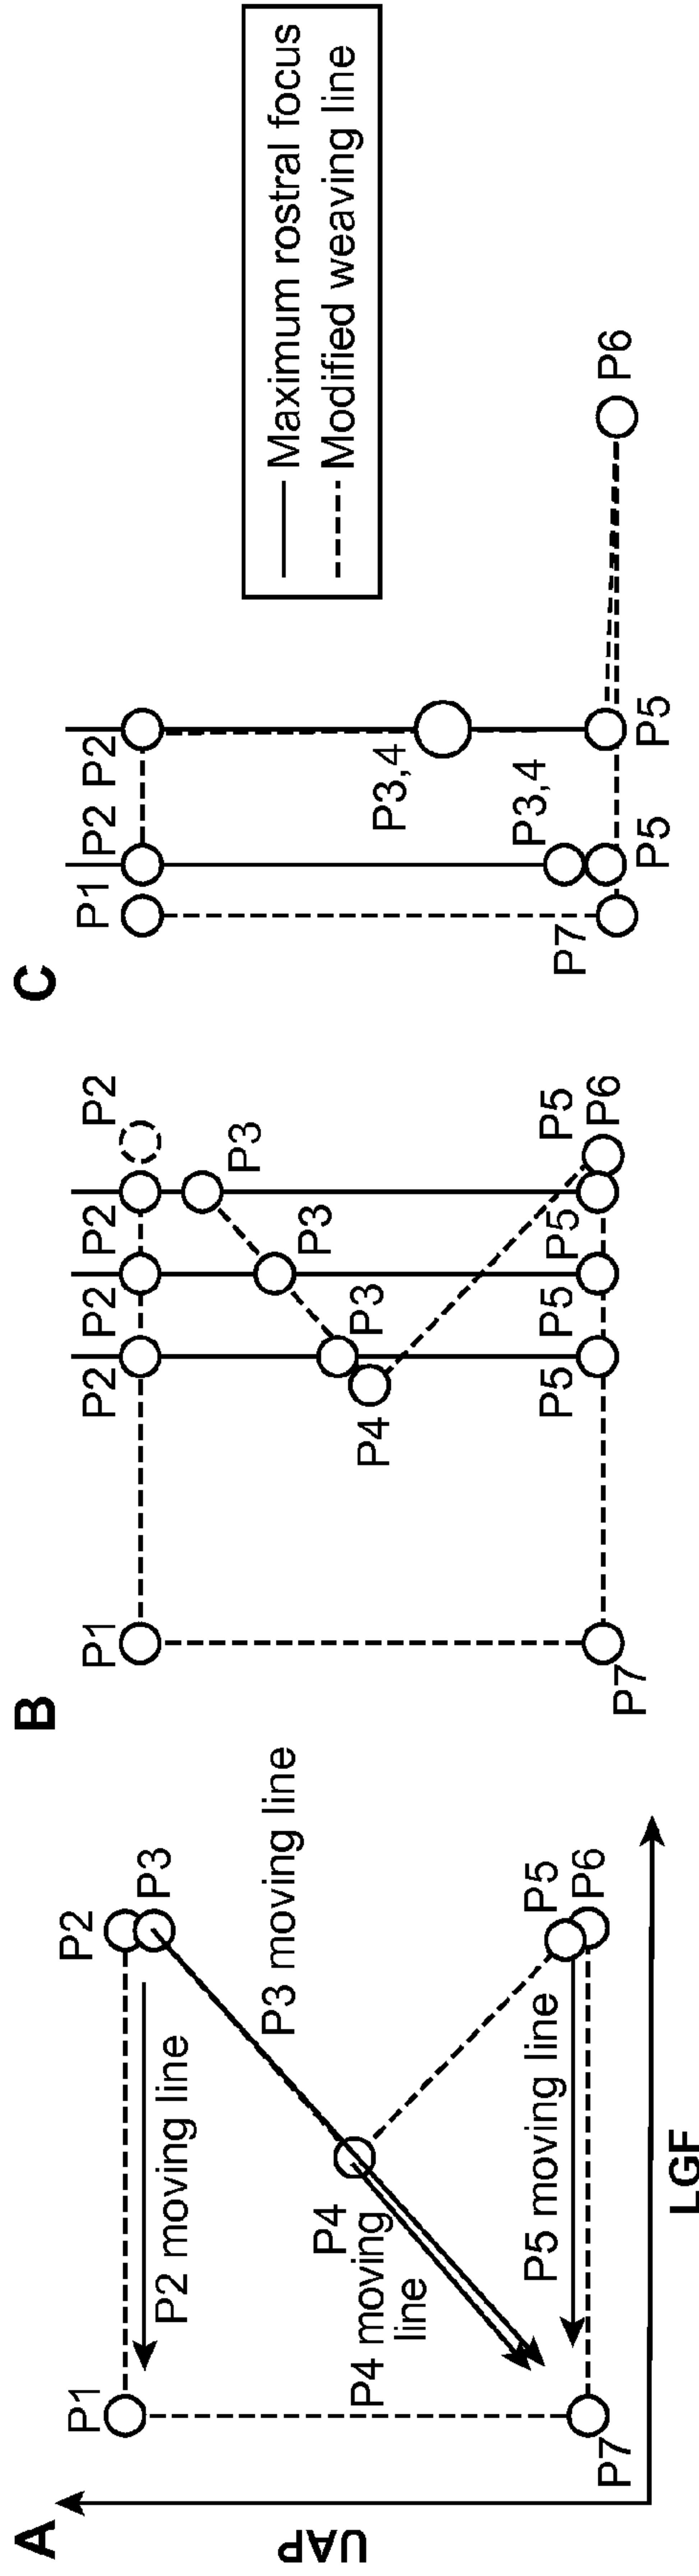 A
P1
P2
P3
P2 moving line
P3 moving line
P4
P4 moving
line
P5 moving line
P5
P6
P7
UAP
LGF
B
P1
P2
P2
P2
P2
P3
P3
P3
P4
P5
P5
P5
P6
P7
C
P1
P2
P2
P3,4
P3,4
P5
P5
P6
P7
Maximum rostral focus
Modified weaving line